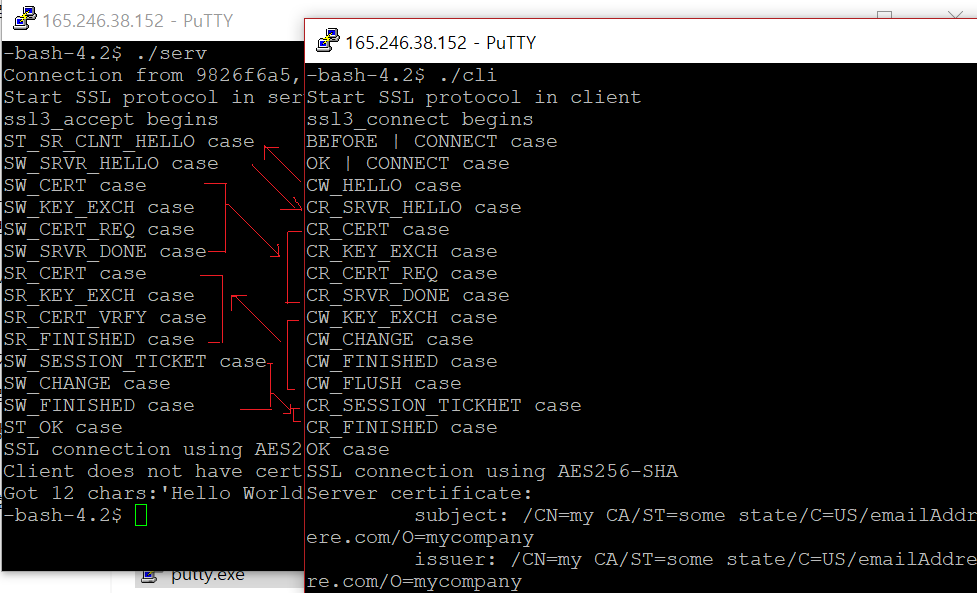 165.246.38.152 - PuTTY
-bash-4.2$ ./serv
Connection from 9826f6a5,
Start SSL protocol in ser
ssl3_accept begins
ST_SR_CLNT_HELLO case
SW_SRVR_HELLO case
SW_CERT case
SW_KEY_EXCH case
SW_CERT_REQ case
SW_SRVR_DONE case
SR_CERT case
SR_KEY_EXCH case
SR_CERT_VRFY case
SR_FINISHED case
SW_SESSION_TICKET case
SW_CHANGE case
SW_FINISHED case
ST_OK case
SSL connection using AES2
Client does not have cert
Got 12 chars:'Hello World
-bash-4.2$
putty.exe
165.246.38.152 - PuTTY
-bash-4.2$ ./cli
Start SSL protocol in client
ssl3_connect begins
BEFORE | CONNECT case
OK | CONNECT case
CW_HELLO case
CR_SRVR_HELLO case
CR_CERT case
CR_KEY_EXCH case
CR_CERT_REQ case
CR_SRVR_DONE case
CW_KEY_EXCH case
CW_CHANGE case
CW_FINISHED case
CW_FLUSH case
CR_SESSION_TICKHET case
CR_FINISHED case
OK case
SSL connection using AES256-SHA
Server certificate:
subject: /CN=my CA/ST=some state/C=US/emailAddr
ere.com/O=mycompany
issuer: /CN=my CA/ST=some state/C=US/emailAddre
re.com/O=mycompany